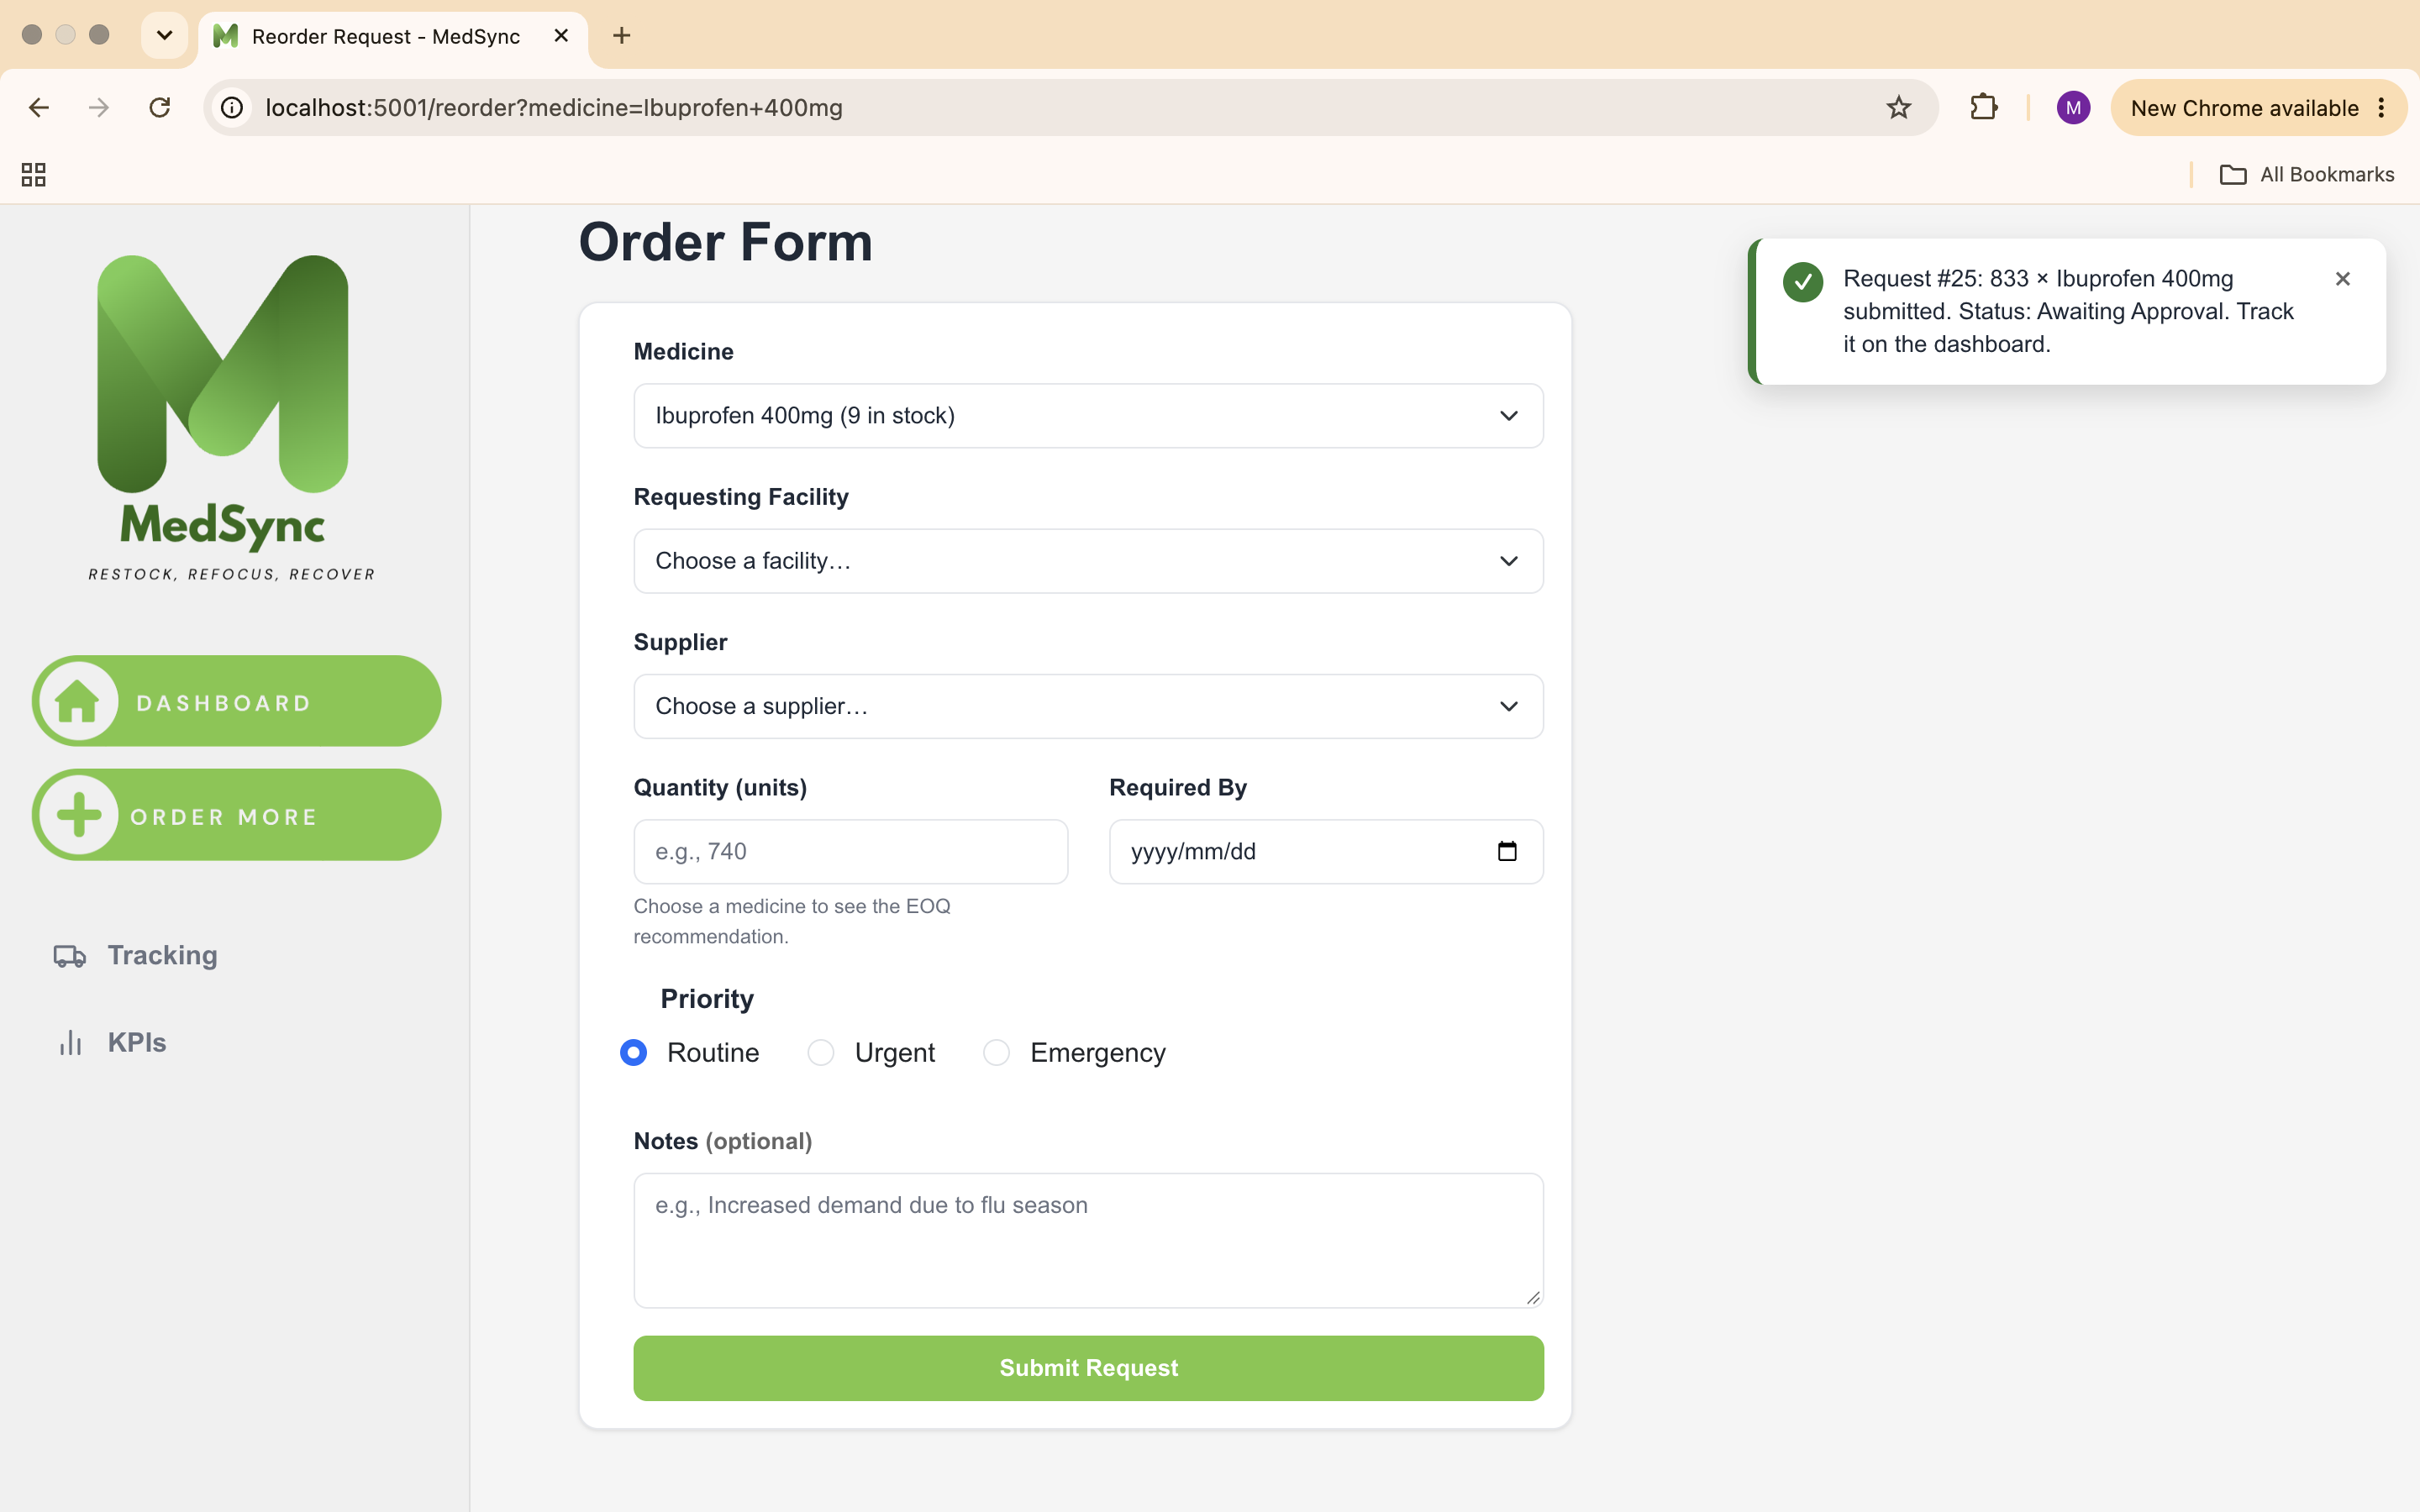 Reorder Request - MedSync
localhost:5001/reorder?medicine=Ibuprofen+400mg
M
New Chrome available
All Bookmarks
MedSync
RESTOCK, REFOCUS, RECOVER
DASHBOARD
ORDER MORE
Tracking
KPIs
Order Form
Medicine
Ibuprofen 400mg (9 in stock)
Requesting Facility
Choose a facility…
Supplier
Choose a supplier…
Quantity (units)
Required By
e.g., 740
yyyy/mm/dd
Choose a medicine to see the EOQ
recommendation.
Priority
Routine
Urgent
Emergency
Notes (optional)
e.g., Increased demand due to flu season
Submit Request
Request #25: 833 × Ibuprofen 400mg
submitted. Status: Awaiting Approval. Track
it on the dashboard.